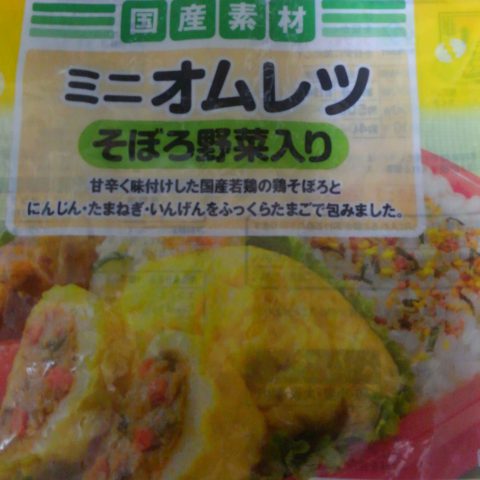 国産素材
ミニオムレツ
そぼろ野菜入り
甘辛く味付けした国産若鶏の鶏そぼろと
にんじん・たまねぎ・いんげんをふっくらたまごで包みました。